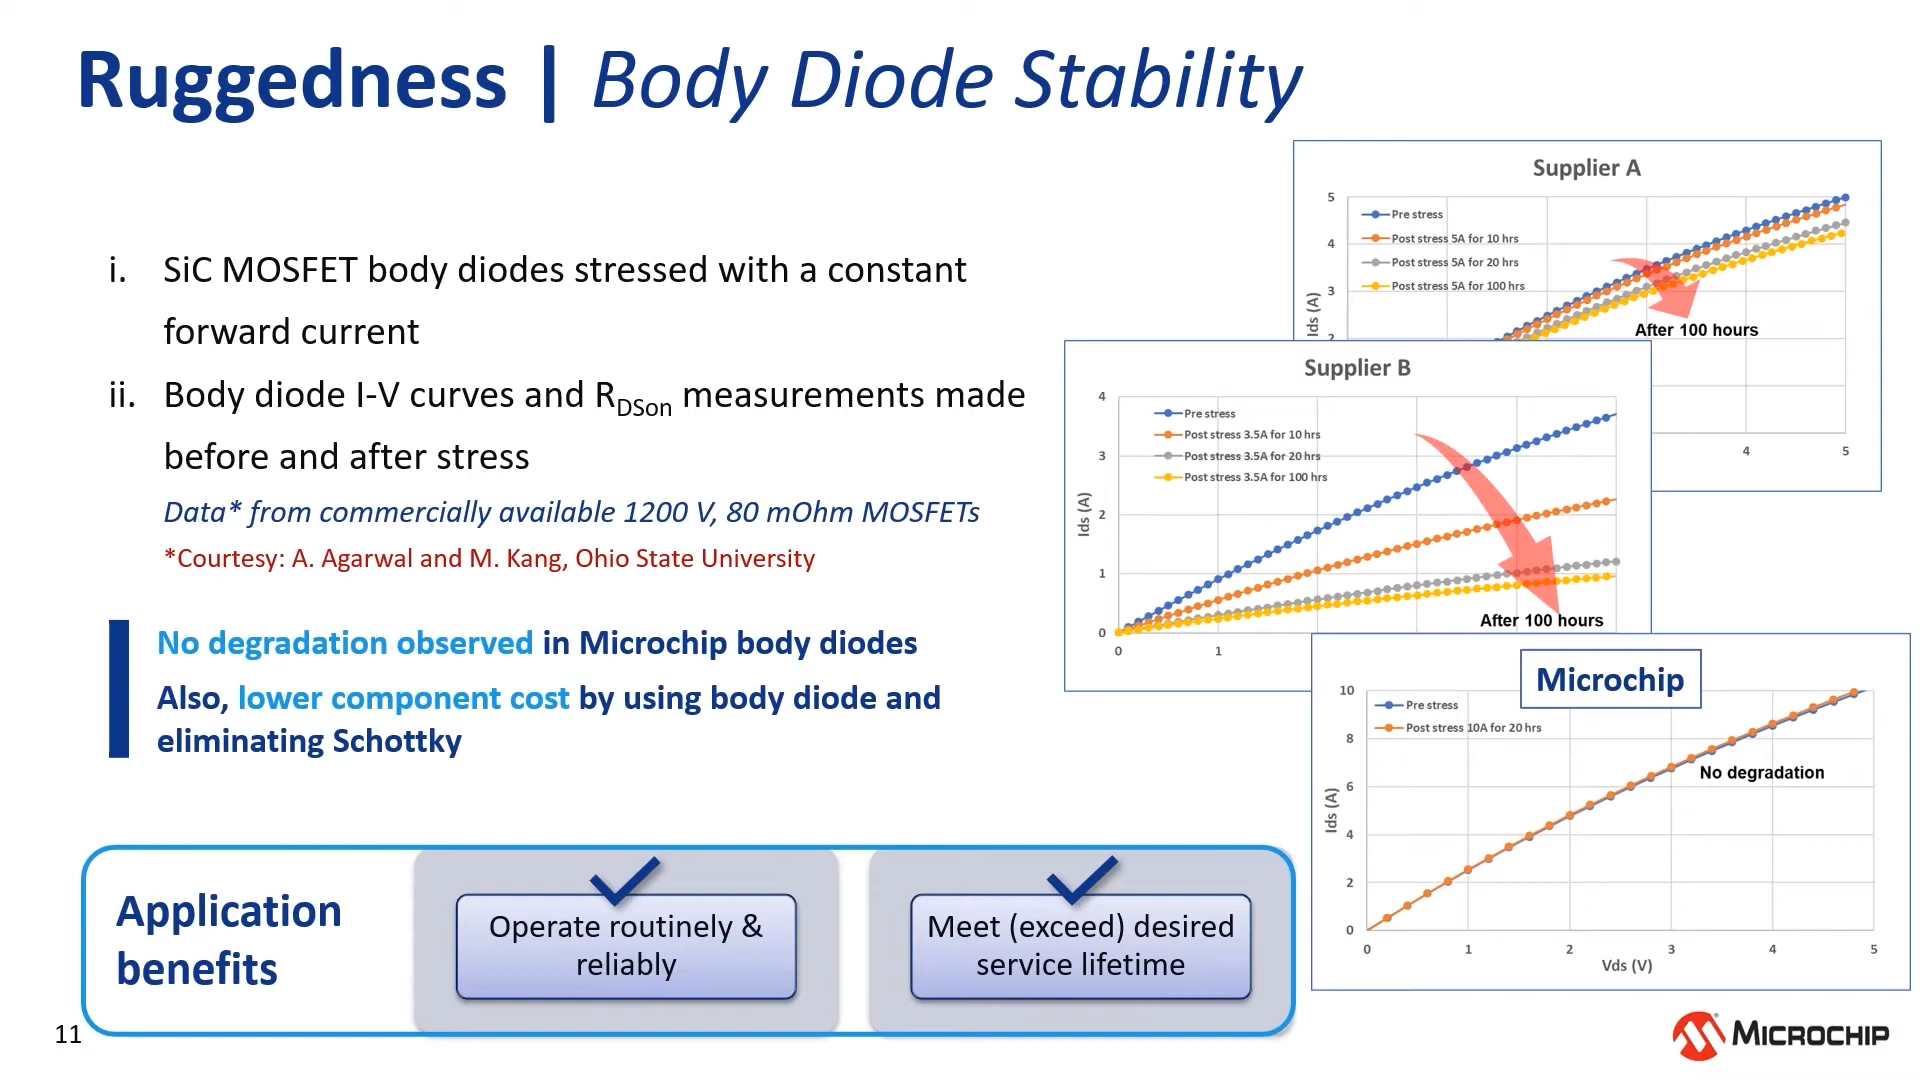 Ruggedness | Body Diode Stability
i. SiC MOSFET body diodes stressed with a constant
forward current
ii. Body diode I-V curves and RDSon measurements made
before and after stress
Data* from commercially available 1200 V, 80 mOhm MOSFETs
*Courtesy: A. Agarwal and M. Kang, Ohio State University
No degradation observed in Microchip body diodes
Also, lower component cost by using body diode and
eliminating Schottky
Application
benefits
Operate routinely &
reliably
Meet (exceed) desired
service lifetime
11
Supplier A
Pre stress
Post stress 5A for 10 hrs
Post stress 5A for 20 hrs
Post stress 5A for 100 hrs
After 100 hours
Ids (A)
5
4
3
2
4 5
Supplier B
Pre stress
Post stress 3.5A for 10 hrs
Post stress 3.5A for 20 hrs
Post stress 3.5A for 100 hrs
After 100 hours
Ids (A)
4
3
2
1
0
0 1
Microchip
Pre stress
Post stress 10A for 20 hrs
No degradation
Ids (A)
10
8
6
4
2
0
0 1 2 3 4 5
Vds (V)
MICROCHIP